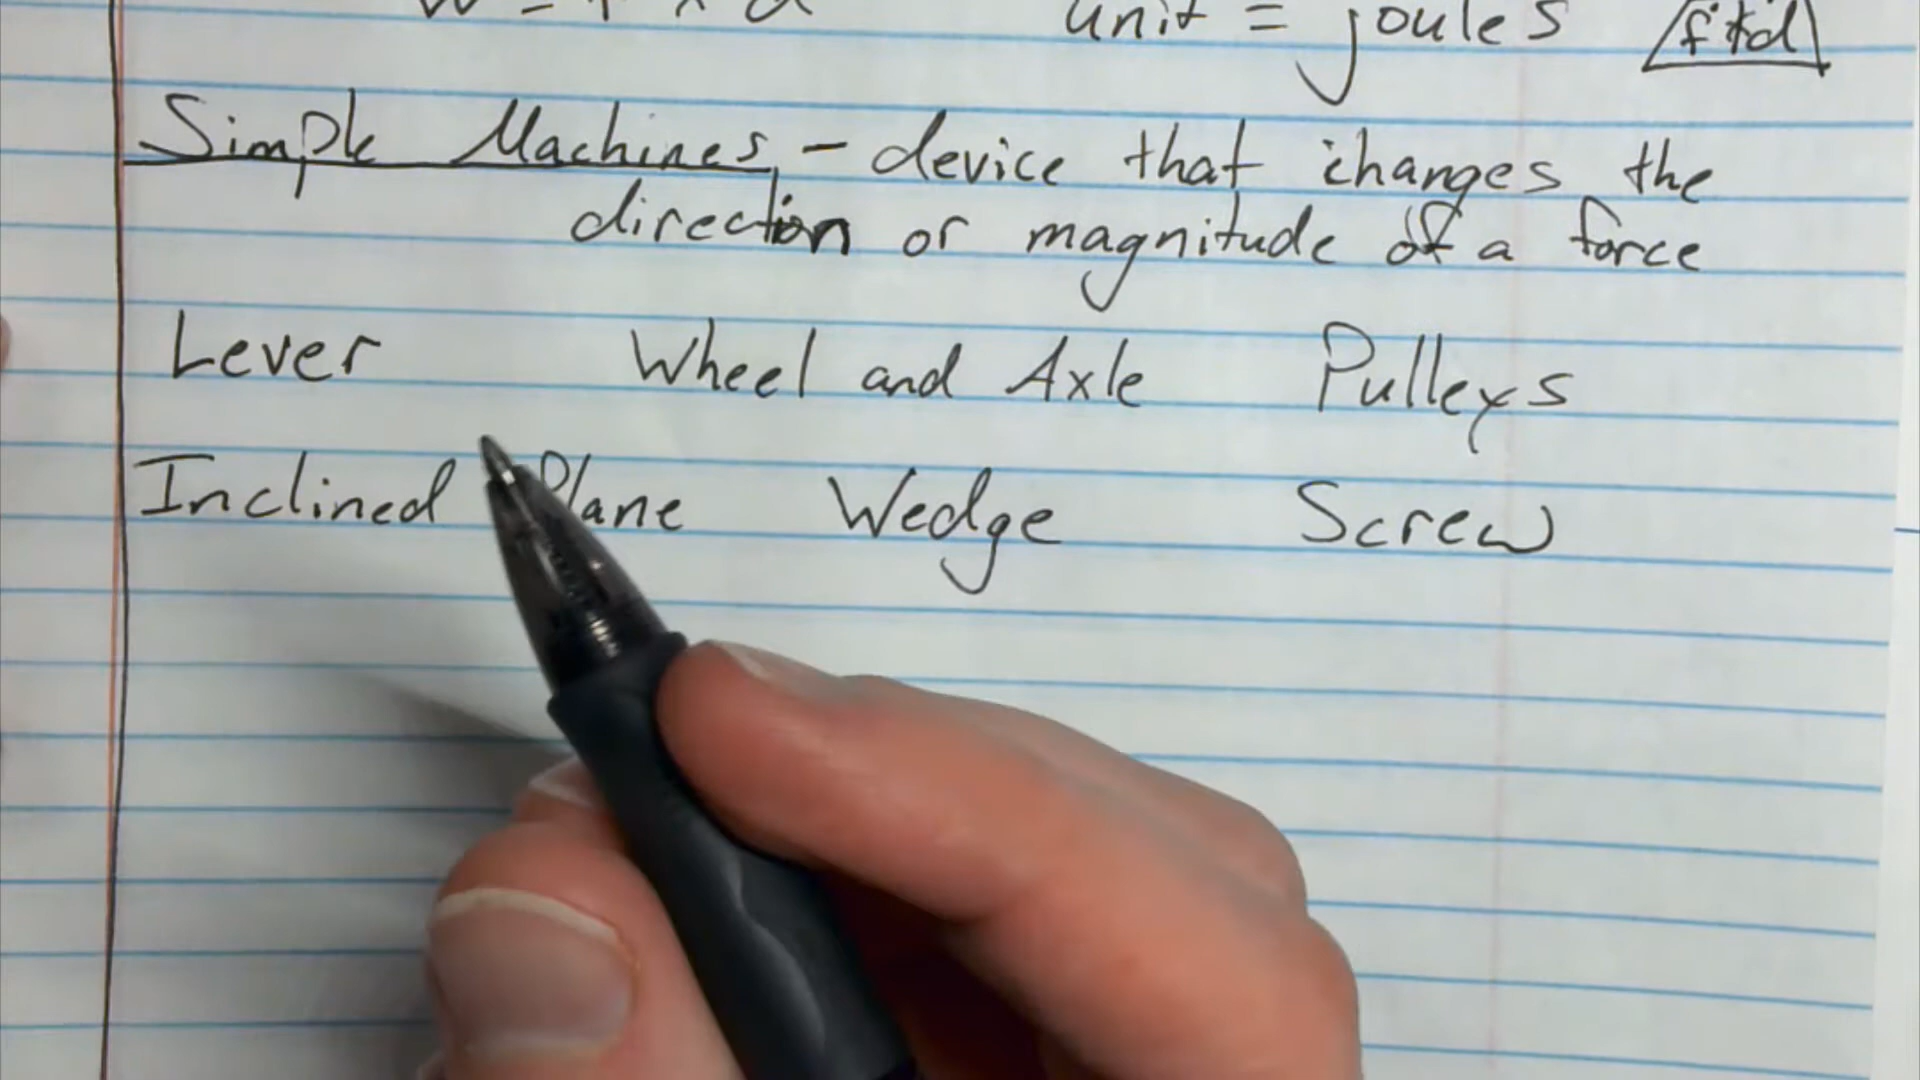 W = F x d unit = joules
Simple Machines - device that changes the
direction or magnitude of a force
Lever Wheel and Axle Pulleys
Inclined Plane Wedge Screw